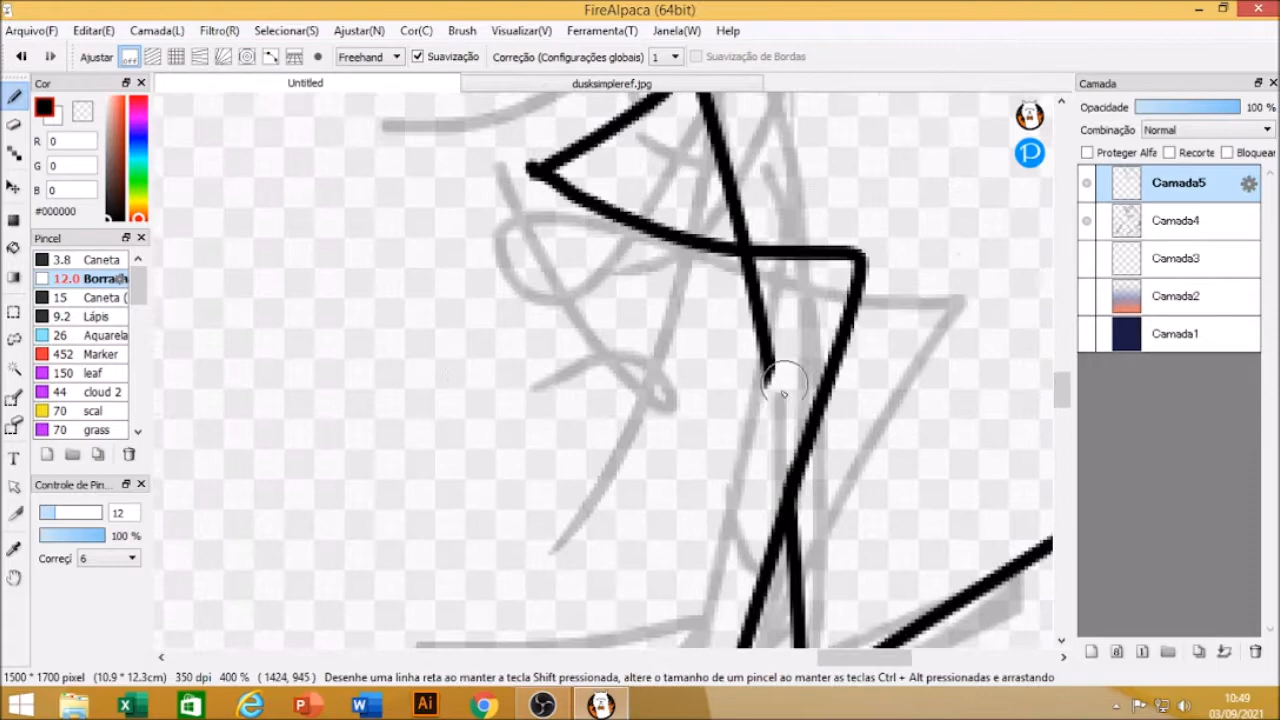 FireAlpaca (64bit)
Arquivo(F) Editar(E) Camada(L) Filtro(R) Selecionar(S) Ajustar(N) Cor(C) Brush Visualizar(V) Ferramenta(T) Janela(W) Help
Ajustar off Freehand Suavização Correção (Configurações globais) 1 Suavização de Bordas
Cor Untitled dusksimpleref.jpg Camada
R 0
G 0
B 0
#000000
Opacidade 100 %
Combinação Normal
Proteger Alfa Recorte Bloquear
Camada5
Camada4
Camada3
Camada2
Camada1
Pincel
3.8 Caneta
12.0 Borra
15 Caneta (
9.2 Lápis
26 Aquarela
452 Marker
150 leaf
44 cloud 2
70 scal
70 grass
Controle de Pin...
12
100 %
Correçi 6
1500 * 1700 pixel (10.9 * 12.3cm) 350 dpi 400 % ( 1424, 945 ) Desenhe uma linha reta ao manter a tecla Shift pressionada, altere o tamanho de um pincel ao manter as teclas Ctrl + Alt pressionadas e arrastando
10:49
03/09/2021